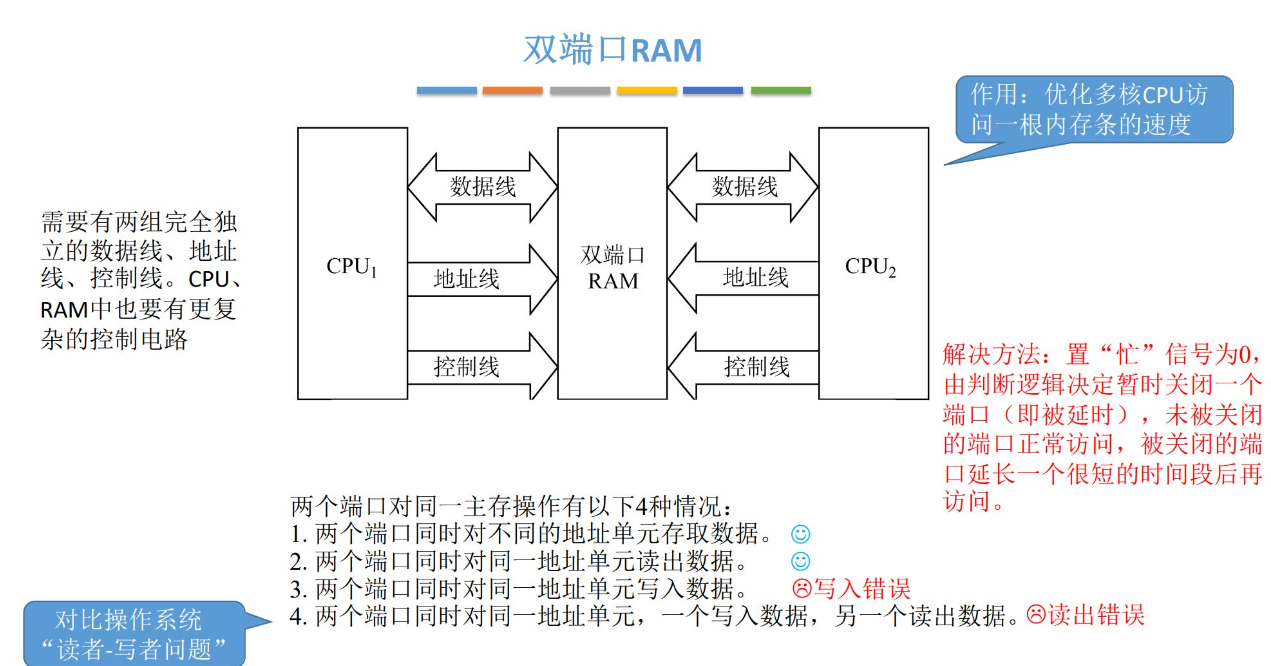 双端口RAM
作用：优化多核CPU访
问一根内存条的速度
需要有两组完全独
立的数据线、地址
线、控制线。CPU、
RAM中也要有更复
杂的控制电路
CPU1
数据线
地址线
控制线
双端口
RAM
数据线
地址线
控制线
CPU2
解决方法：置“忙”信号为0，
由判断逻辑决定暂时关闭一个
端口（即被延时），未被关闭
的端口正常访问，被关闭的端
口延长一个很短的时间段后再
访问。
两个端口对同一主存操作有以下4种情况：
1. 两个端口同时对不同的地址单元存取数据。
2. 两个端口同时对同一地址单元读出数据。
3. 两个端口同时对同一地址单元写入数据。 写入错误
4. 两个端口同时对同一地址单元，一个写入数据，另一个读出数据。读出错误
对比操作系统
“读者-写者问题”